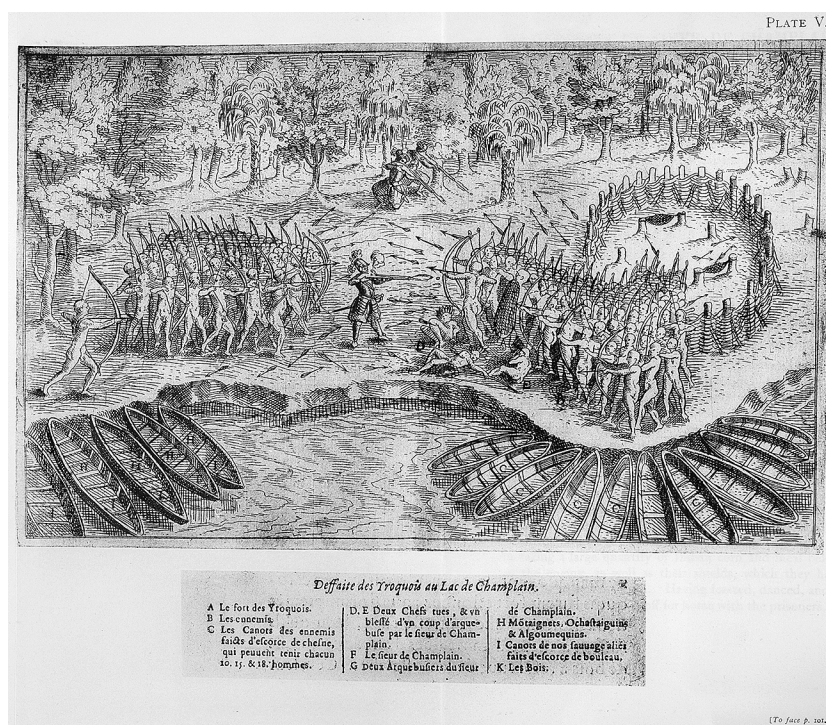 PLATE V.
Deffaite des Yroquois au Lac de Champlain.
A Le fort des Yroquois.
B Les ennemis.
C Les Canots des ennemis
faicts d'escorce de chesne,
qui peuuent tenir chacun
10. 15. & 18. hommes.
D. E Deux Chefs tues, & vn
blessé d'vn coup d'arque-
buse par le sieur de Cham-
plain.
F Le sieur de Champlain.
G Deux Arquebusiers du sieur
de Champlain.
H Mõtaignets, Ochastaiguins
& Algoumequins.
I Canots de nos sauuage aliés
faits d'escorce de bouleau.
K Les Bois.
(To face p. 101.